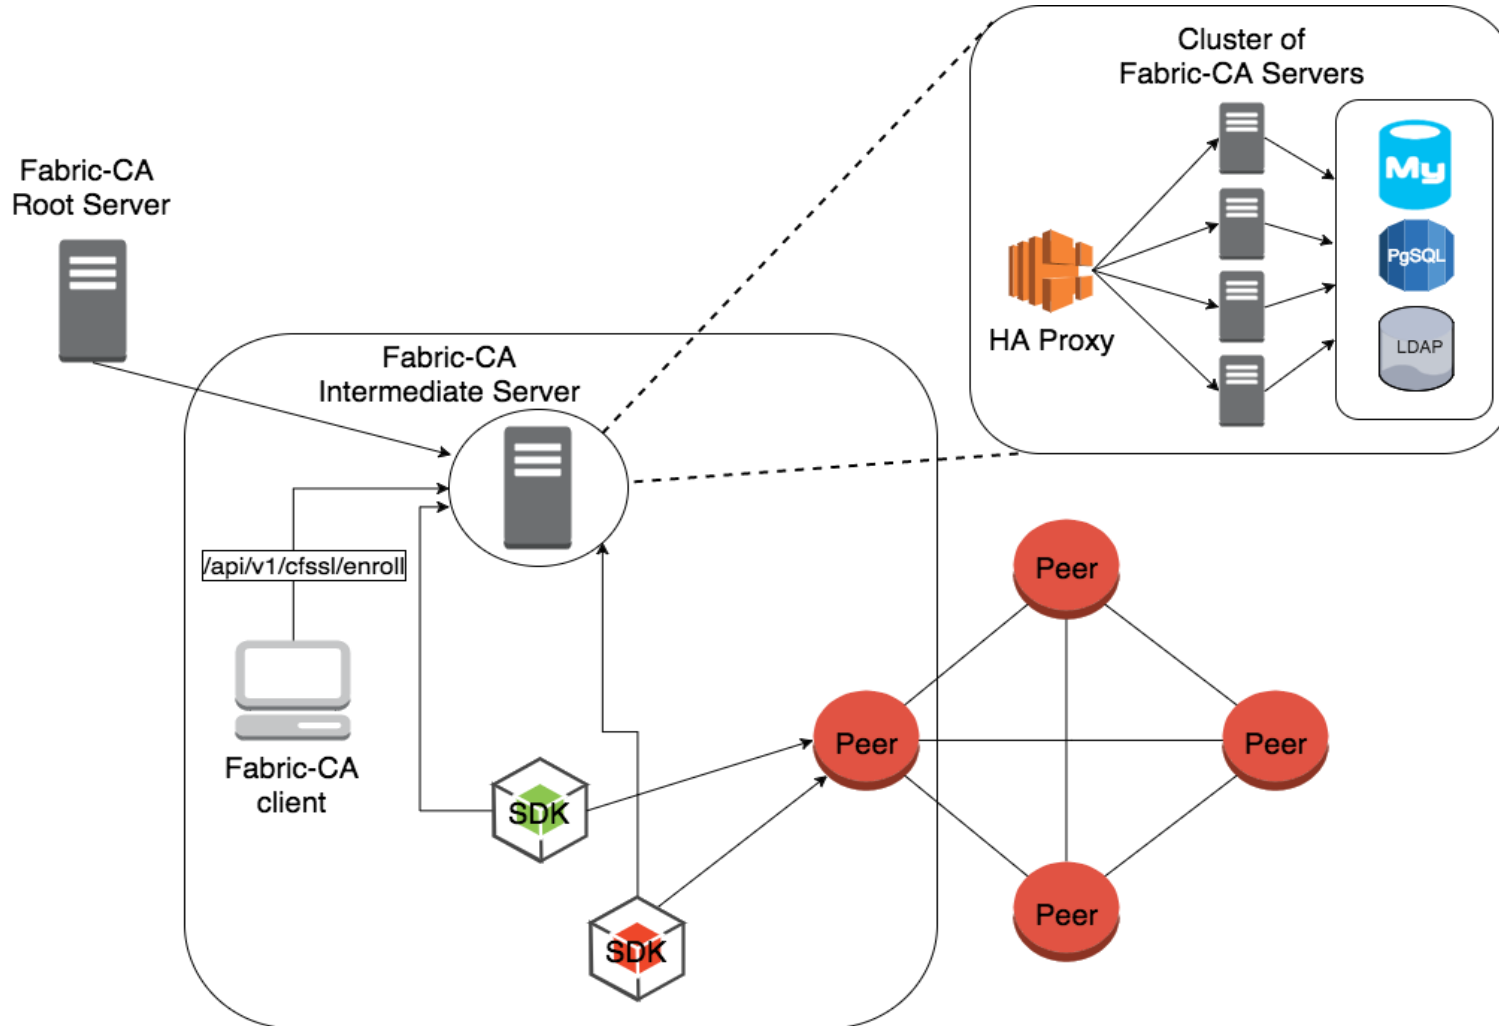 Cluster of
Fabric-CA Servers
My
PgSQL
LDAP
HA Proxy
Fabric-CA
Root Server
Fabric-CA
Intermediate Server
/api/v1/cfssl/enroll
Fabric-CA
client
SDK
SDK
Peer
Peer
Peer
Peer